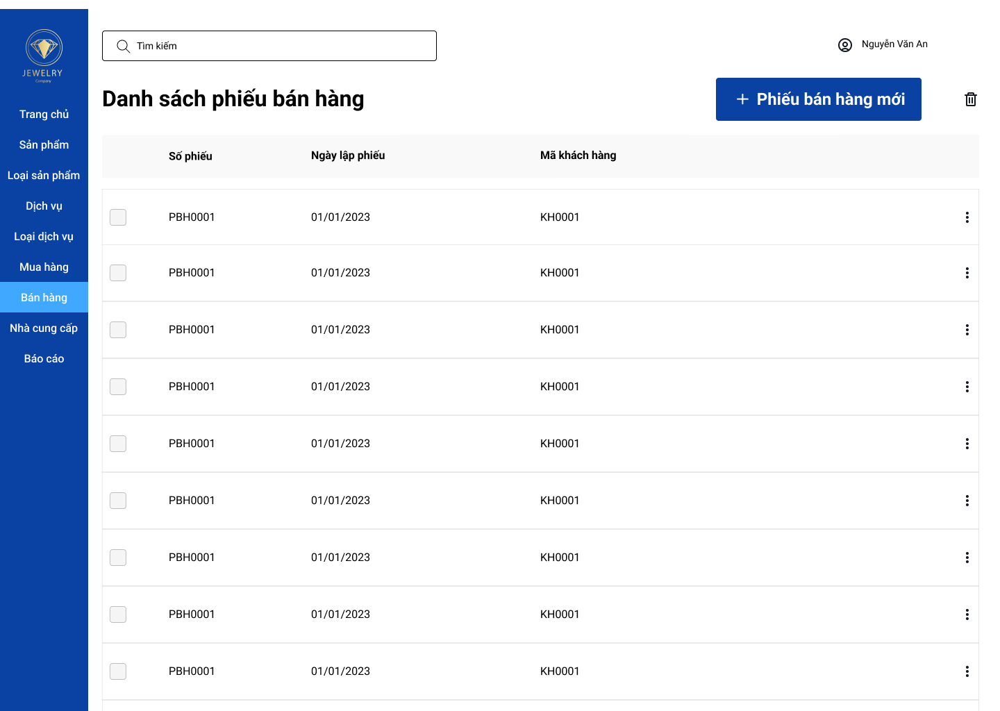 JEWELRY
Company
Trang chủ
Sản phẩm
Loại sản phẩm
Dịch vụ
Loại dịch vụ
Mua hàng
Bán hàng
Nhà cung cấp
Báo cáo
Tìm kiếm
Nguyễn Văn An
Danh sách phiếu bán hàng
+ Phiếu bán hàng mới
Số phiếu Ngày lập phiếu Mã khách hàng
PBH0001 01/01/2023 KH0001
PBH0001 01/01/2023 KH0001
PBH0001 01/01/2023 KH0001
PBH0001 01/01/2023 KH0001
PBH0001 01/01/2023 KH0001
PBH0001 01/01/2023 KH0001
PBH0001 01/01/2023 KH0001
PBH0001 01/01/2023 KH0001
PBH0001 01/01/2023 KH0001